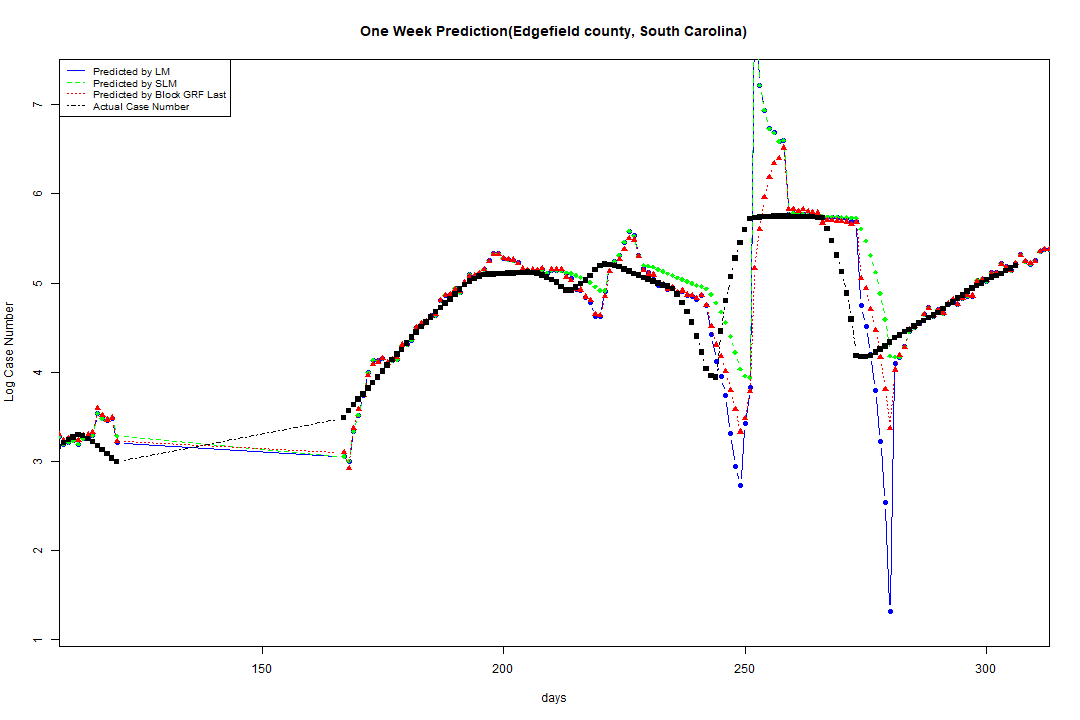 One Week Prediction(Edgefield county, South Carolina)
Predicted by LM
Predicted by SLM
Predicted by Block GRF Last
Actual Case Number
Log Case Number
7
6
5
4
3
2
1
150 200 250 300
days